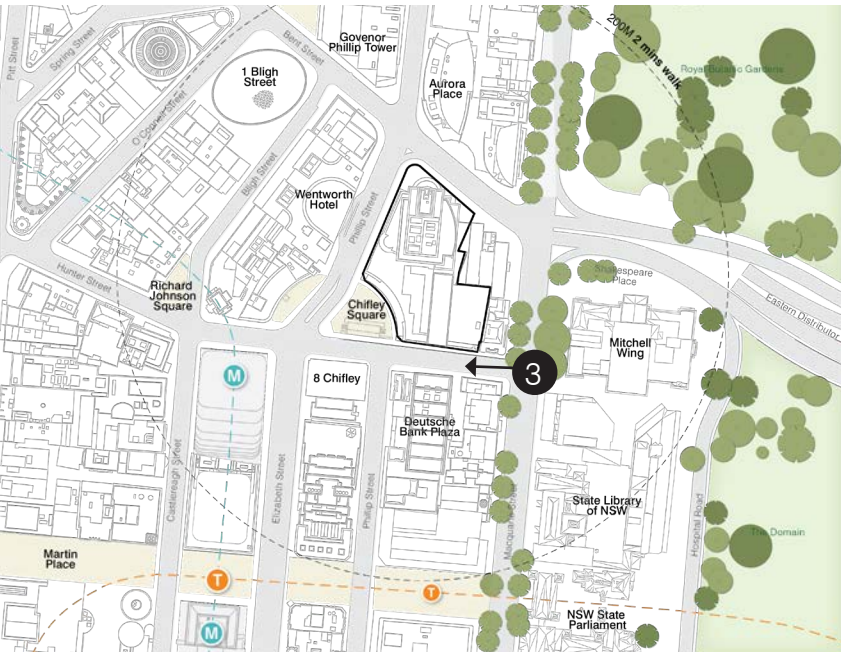 Pitt Street
Spring Street
Bent Street
Govenor
Phillip Tower
200M 2 mins walk
Royal Botanic Gardens
1 Bligh
Street
Aurora
Place
O'Connell Street
Bligh Street
Wentworth
Hotel
Phillip Street
Hunter Street
Richard
Johnson
Square
Chifley
Square
Shakespeare
Place
Eastern Distributor
Mitchell
Wing
3
M
8 Chifley
Deutsche
Bank Plaza
Castlereagh Street
Elizabeth Street
Phillip Street
Macquarie Street
State Library
of NSW
Hospital Road
The Domain
Martin
Place
T
T
M
NSW State
Parliament